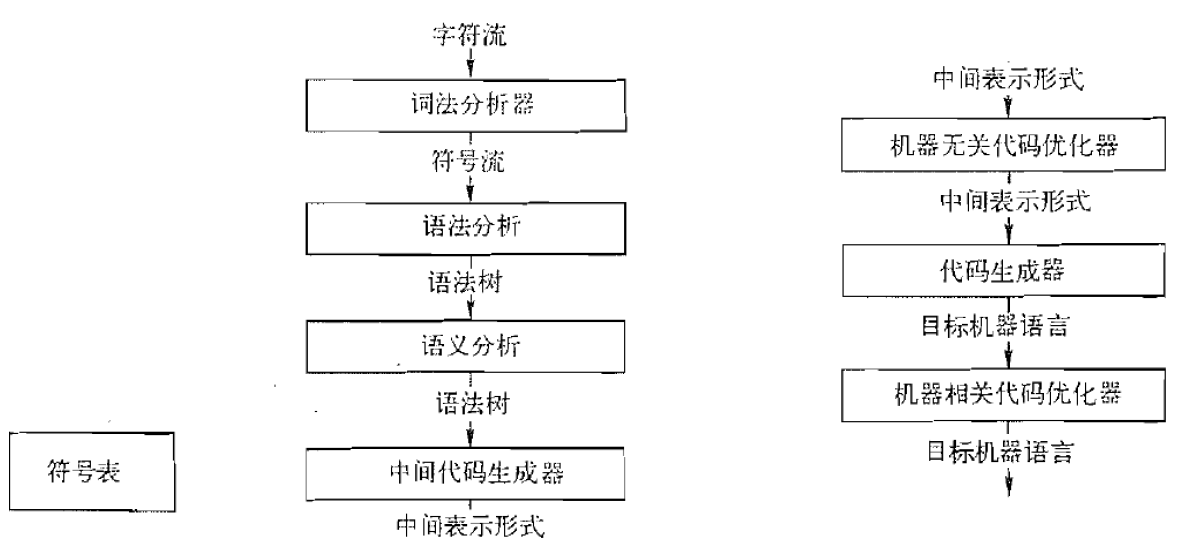 字符流
词法分析器
符号流
语法分析
语法树
语义分析
语法树
中间代码生成器
中间表示形式
符号表
中间表示形式
机器无关代码优化器
中间表示形式
代码生成器
目标机器语言
机器相关代码优化器
目标机器语言